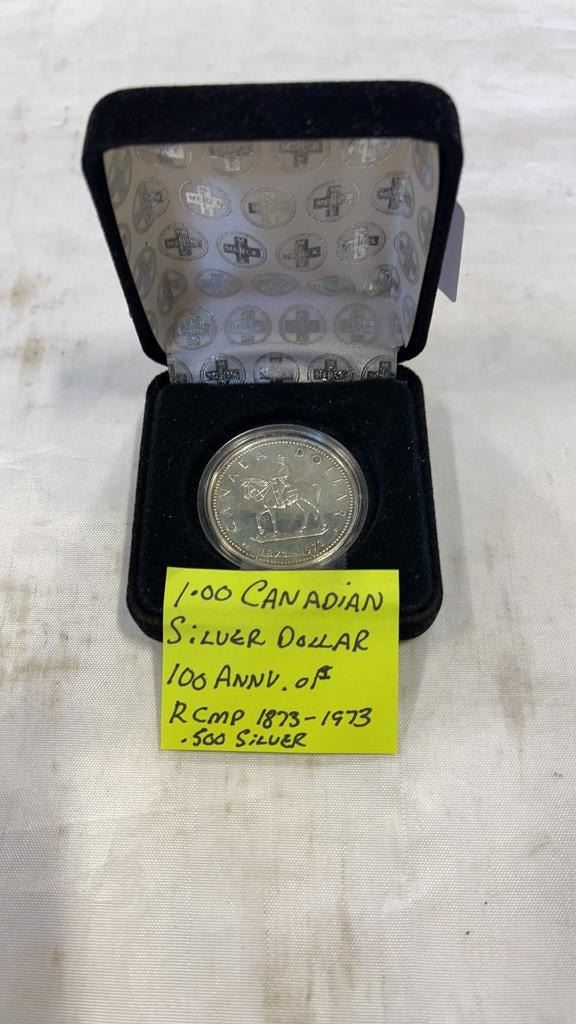 CANADA DOLLAR
1873 1973
1.00 CANADIAN
SILVER DOLLAR
100 ANNV. of
RCMP 1873-1973
.500 SILVER